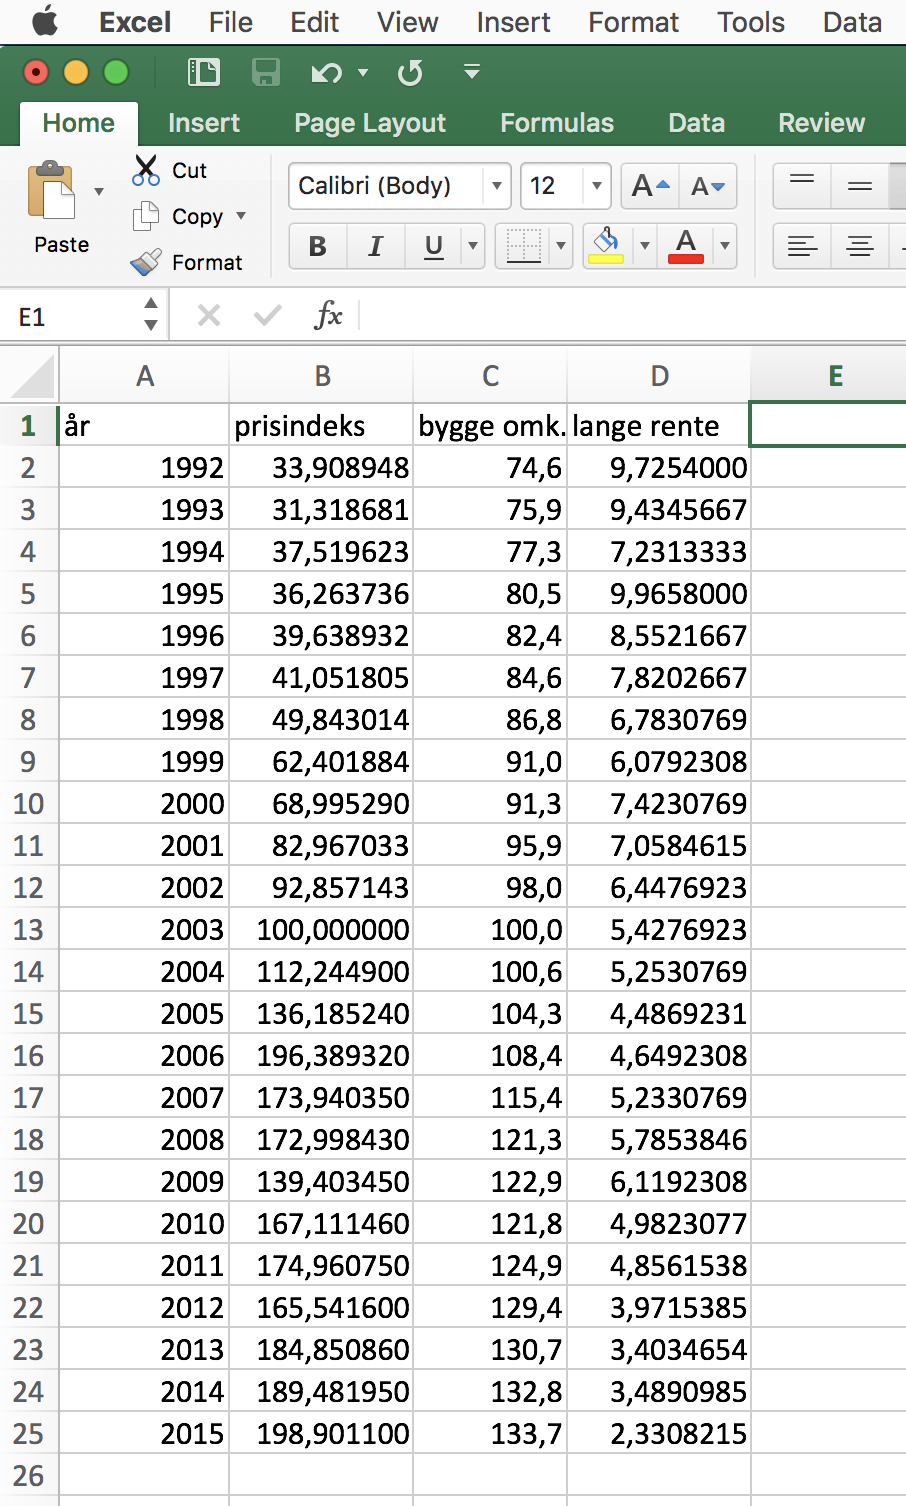 Excel File Edit View Insert Format Tools Data
Home Insert Page Layout Formulas Data Review
Cut
Copy
Paste
Format
Calibri (Body) 12 A A
B I U A
E1 fx
A B C D E
1 år prisindeks bygge omk. lange rente
2 1992 33,908948 74,6 9,7254000
3 1993 31,318681 75,9 9,4345667
4 1994 37,519623 77,3 7,2313333
5 1995 36,263736 80,5 9,9658000
6 1996 39,638932 82,4 8,5521667
7 1997 41,051805 84,6 7,8202667
8 1998 49,843014 86,8 6,7830769
9 1999 62,401884 91,0 6,0792308
10 2000 68,995290 91,3 7,4230769
11 2001 82,967033 95,9 7,0584615
12 2002 92,857143 98,0 6,4476923
13 2003 100,000000 100,0 5,4276923
14 2004 112,244900 100,6 5,2530769
15 2005 136,185240 104,3 4,4869231
16 2006 196,389320 108,4 4,6492308
17 2007 173,940350 115,4 5,2330769
18 2008 172,998430 121,3 5,7853846
19 2009 139,403450 122,9 6,1192308
20 2010 167,111460 121,8 4,9823077
21 2011 174,960750 124,9 4,8561538
22 2012 165,541600 129,4 3,9715385
23 2013 184,850860 130,7 3,4034654
24 2014 189,481950 132,8 3,4890985
25 2015 198,901100 133,7 2,3308215
26